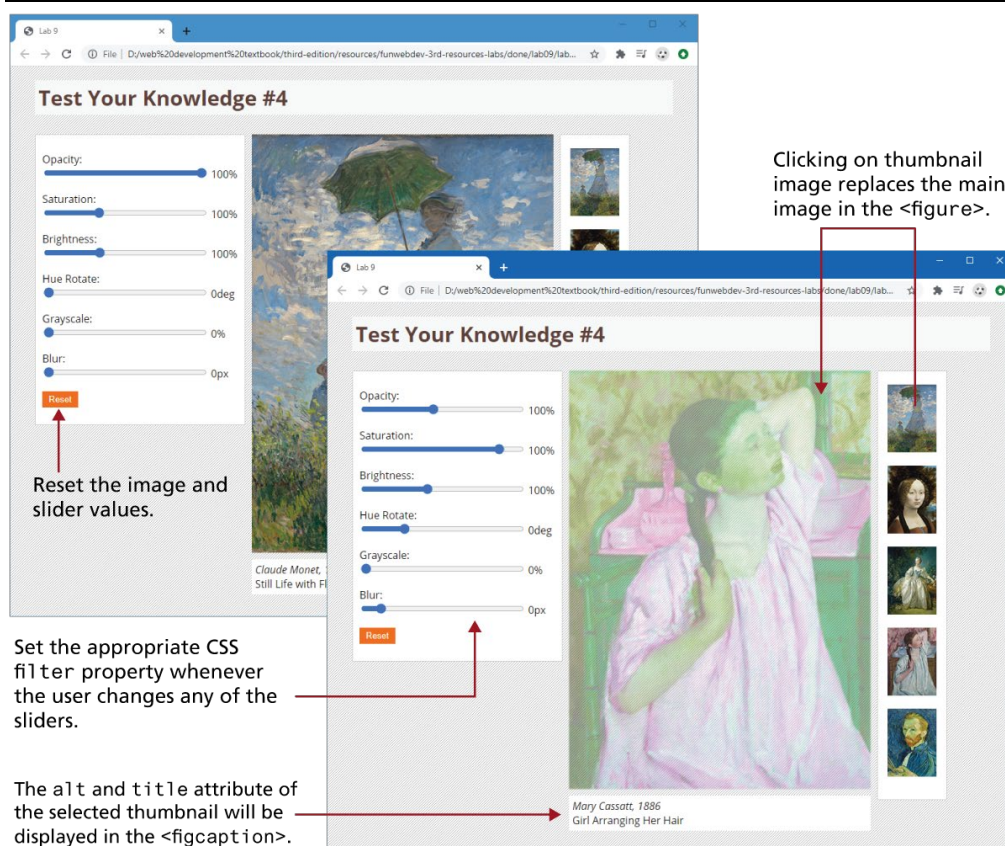 Lab 9
File | D:/web%20development%20textbook/third-edition/resources/funwebdev-3rd-resources-labs/done/lab09/lab...
Test Your Knowledge #4
Opacity:
100%
Saturation:
100%
Brightness:
100%
Hue Rotate:
0deg
Grayscale:
0%
Blur:
0px
Reset
Reset the image and
slider values.
Claude Monet, 1
Still Life with Fl
Clicking on thumbnail
image replaces the main
image in the <figure>.
Lab 9
File | D:/web%20development%20textbook/third-edition/resources/funwebdev-3rd-resources-labs/done/lab09/lab...
Test Your Knowledge #4
Opacity:
100%
Saturation:
100%
Brightness:
100%
Hue Rotate:
0deg
Grayscale:
0%
Blur:
0px
Reset
Mary Cassatt, 1886
Girl Arranging Her Hair
Set the appropriate CSS
filter property whenever
the user changes any of the
sliders.
The alt and title attribute of
the selected thumbnail will be
displayed in the <figcaption>.